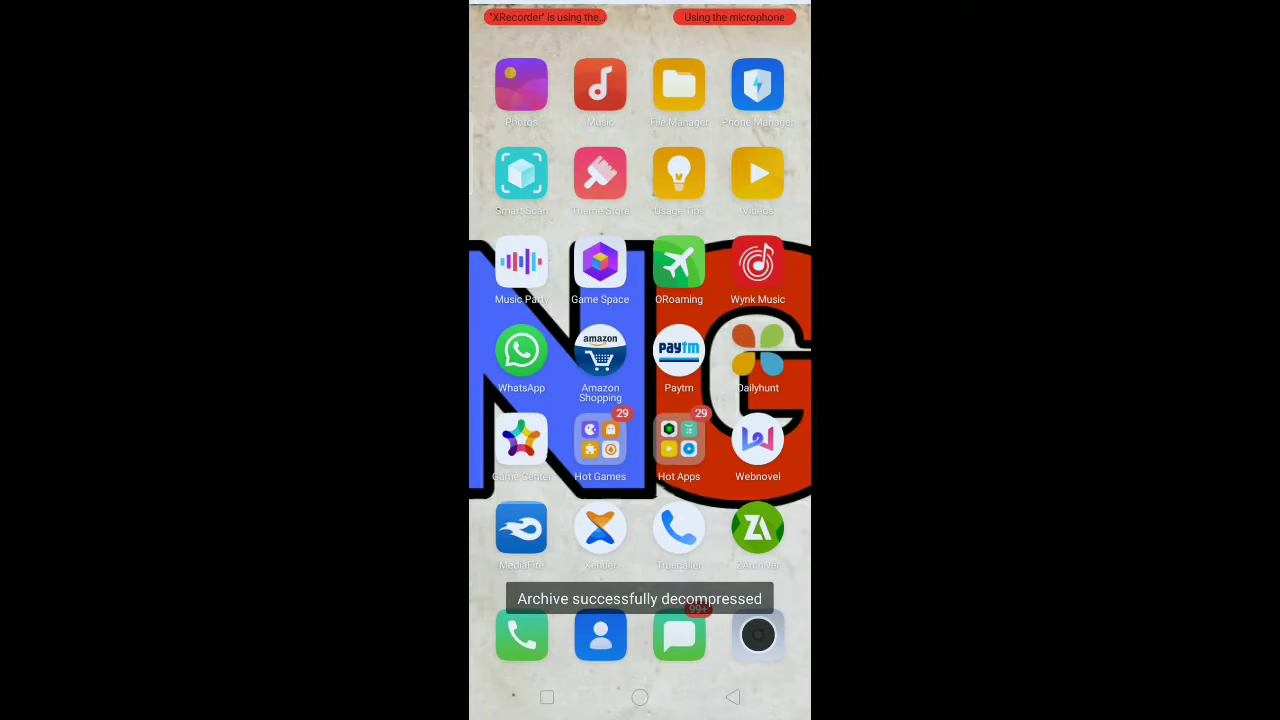 "XRecorder" is using the...
Using the microphone
Photos
Music
File Manager
Phone Manager
Smart Scan
Theme Store
Usage Tips
Videos
Music Party
Game Space
ORoaming
Wynk Music
NG
WhatsApp
amazon
Amazon
Shopping
paytm
Paytm
Dailyhunt
29
29
Game Center
Hot Games
Hot Apps
Webnovel
ZA
MediaFire
Xender
Truecaller
ZArchiver
Archive successfully decompressed
99+